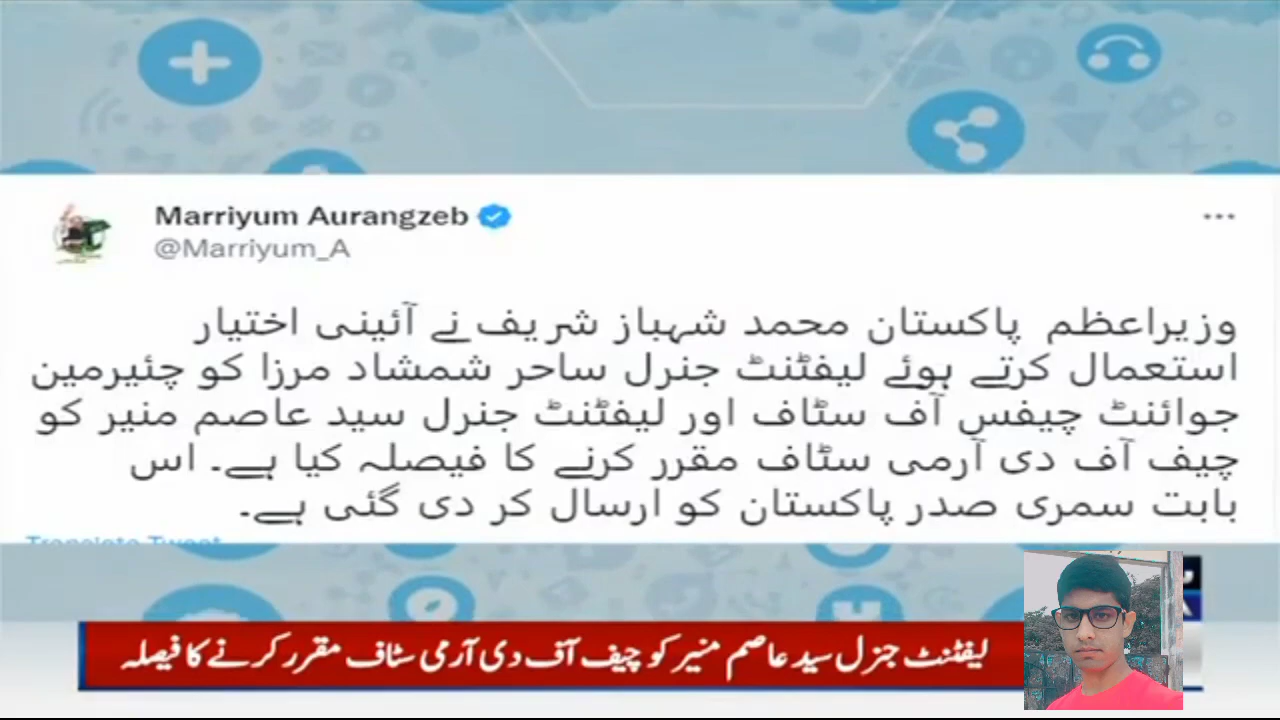 Marriyum Aurangzeb
@Marriyum_A
وزیراعظم پاکستان محمد شہباز شریف نے آئینی اختیار
استعمال کرتے ہوئے لیفٹننٹ جنرل ساحر شمشاد مرزا کو چئیرمین
جوائنٹ چیفس آف سٹاف اور لیفٹننٹ جنرل سید عاصم منیر کو
چیف آف دی آرمی سٹاف مقرر کرنے کا فیصلہ کیا ہے۔ اس
بابت سمری صدر پاکستان کو ارسال کر دی گئی ہے۔
Translate Tweet
لیفٹننٹ جنرل سید عاصم منیر کو چیف آف دی آرمی سٹاف مقرر کرنے کا فیصلہ